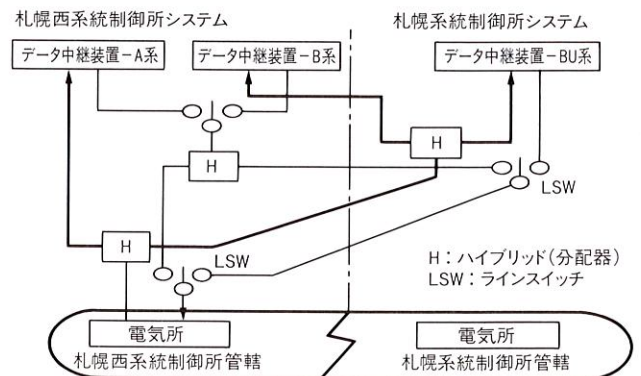 札幌西系統制御所システム
札幌系統制御所システム
データ中継装置－A系
データ中継装置－B系
データ中継装置－BU系
H
H
LSW
H
LSW
H：ハイブリッド（分配器）
LSW：ラインスイッチ
電気所
電気所
札幌西系統制御所管轄
札幌系統制御所管轄